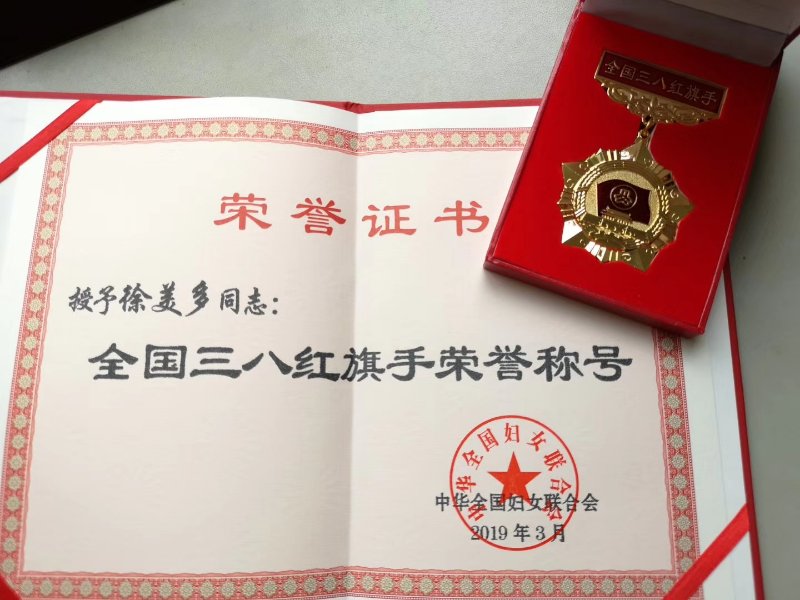 全国三八红旗手
荣誉证书
授予徐美多同志：
全国三八红旗手荣誉称号
中华全国妇女联合会
中华全国妇女联合会
2019年3月